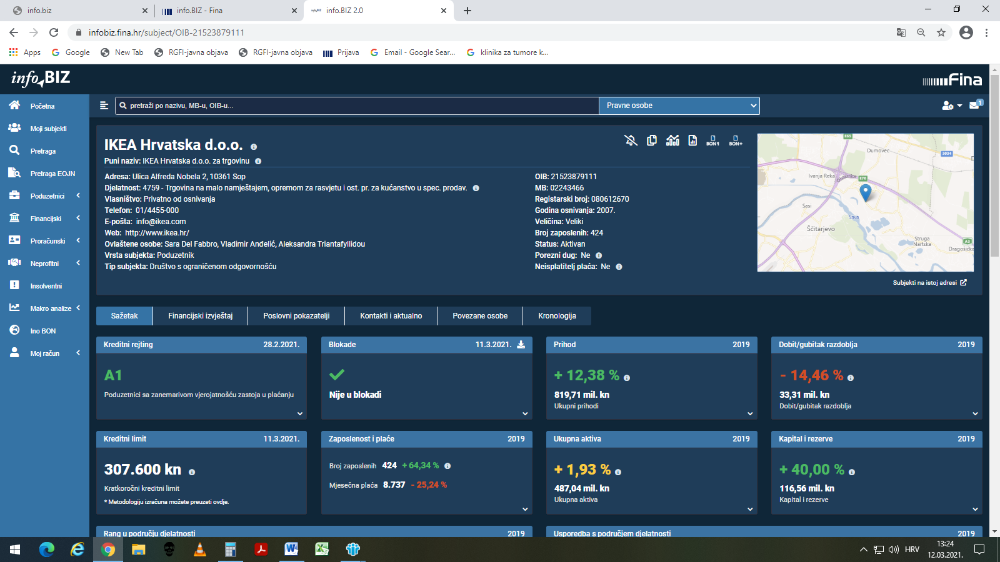 info.biz
info.BIZ - Fina
info.BIZ 2.0
infobiz.fina.hr/subject/OIB-21523879111
Apps
Google
New Tab
RGFI-javna objava
RGFI-javna objava
Prijava
Email - Google Sear...
klinika za tumore k...
info.BIZ
Fina
Početna
Moji subjekti
Pretraga
Pretraga EOJN
Poduzetnici
Financijski
Proračunski
Neprofitni
Insolventni
Makro analize
Ino BON
Moj račun
pretraži po nazivu, MB-u, OIB-u...
Pravne osobe
1
IKEA Hrvatska d.o.o.
BON1
BON+
Puni naziv: IKEA Hrvatska d.o.o. za trgovinu
Adresa: Ulica Alfreda Nobela 2, 10361 Sop
Djelatnost: 4759 - Trgovina na malo namještajem, opremom za rasvjetu i ost. pr. za kućanstvo u spec. prodav.
Vlasništvo: Privatno od osnivanja
Telefon: 01/4455-000
E-pošta: info@ikea.com
Web: http://www.ikea.hr/
Ovlaštene osobe: Sara Del Fabbro, Vladimir Anđelić, Aleksandra Triantafyllidou
Vrsta subjekta: Poduzetnik
Tip subjekta: Društvo s ograničenom odgovornošću
OIB: 21523879111
MB: 02243466
Registarski broj: 080612670
Godina osnivanja: 2007.
Veličina: Veliki
Broj zaposlenih: 424
Status: Aktivan
Porezni dug: Ne
Neisplatitelj plaća: Ne
E65
Dumovec
3034
Ivanja Reka
Obilaznica
E70
Sasi
Sava
Ščitarjevo
Struga Nartska
A3
Dragošička
Subjekti na istoj adresi
Sažetak
Financijski izvještaj
Poslovni pokazatelji
Kontakti i aktualno
Povezane osobe
Kronologija
Kreditni rejting 28.2.2021.
A1
Poduzetnici sa zanemarivom vjerojatnošću zastoja u plaćanju
Blokade 11.3.2021.
Nije u blokadi
Prihod 2019
+ 12,38 %
819,71 mil. kn
Ukupni prihodi
Dobit/gubitak razdoblja 2019
- 14,46 %
33,31 mil. kn
Dobit/gubitak razdoblja
Kreditni limit 11.3.2021.
307.600 kn
Kratkoročni kreditni limit
* Metodologiju izračuna možete preuzeti ovdje.
Zaposlenost i plaće 2019
Broj zaposlenih 424 + 64,34 %
Mjesečna plaća 8.737 - 25,24 %
Ukupna aktiva 2019
+ 1,93 %
487,04 mil. kn
Ukupna aktiva
Kapital i rezerve 2019
+ 40,00 %
116,56 mil. kn
Kapital i rezerve
Rang u području djelatnosti 2019
Usporedba s područjem djelatnosti 2019
HRV
13:24
12.03.2021.